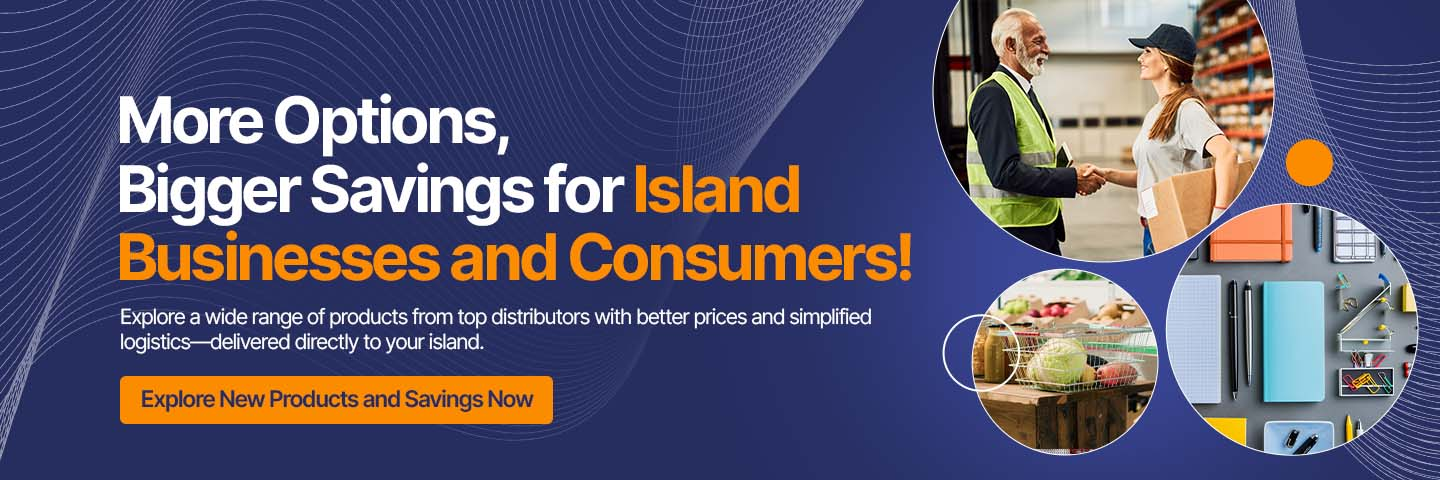 More Options,
Bigger Savings for Island
Businesses and Consumers!
Explore a wide range of products from top distributors with better prices and simplified
logistics—delivered directly to your island.
Explore New Products and Savings Now